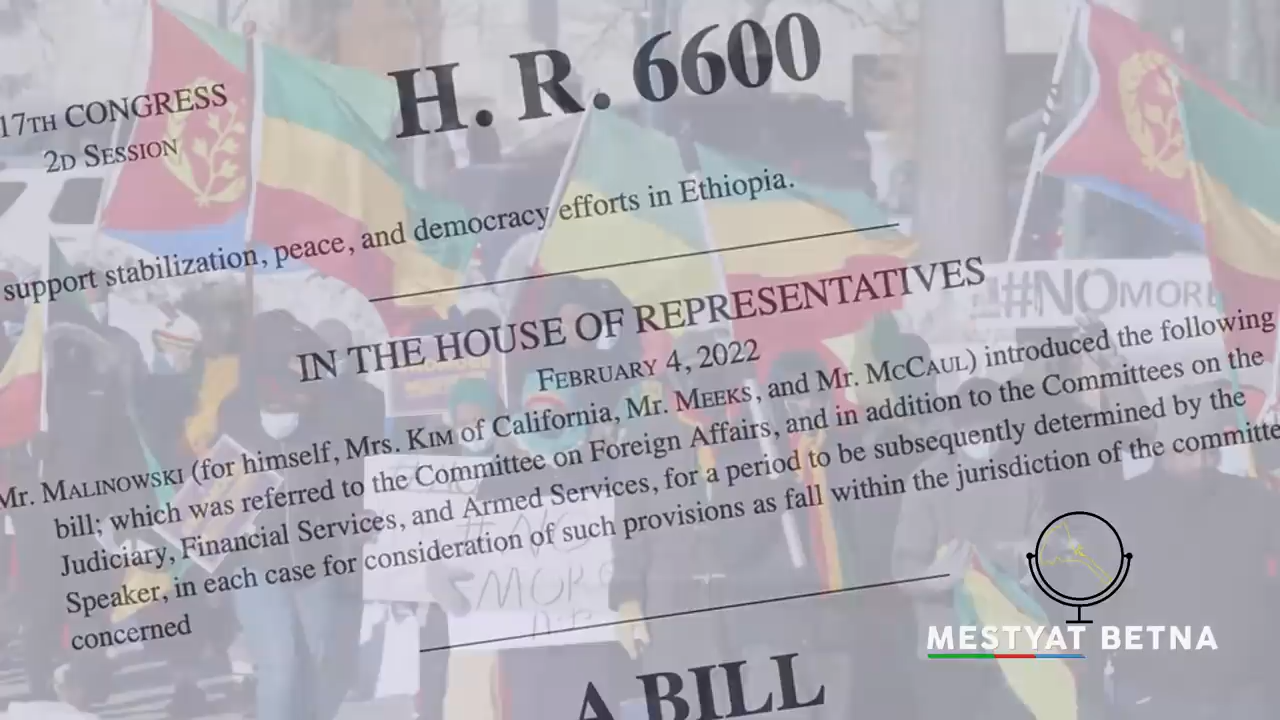 H. R. 6600
17TH CONGRESS
2D SESSION
support stabilization, peace, and democracy efforts in Ethiopia.
IN THE HOUSE OF REPRESENTATIVES
FEBRUARY 4, 2022
Mr. MALINOWSKI (for himself, Mrs. KIM of California, Mr. MEEKS, and Mr. MCCAUL) introduced the following
bill; which was referred to the Committee on Foreign Affairs, and in addition to the Committees on the
Judiciary, Financial Services, and Armed Services, for a period to be subsequently determined by the
Speaker, in each case for consideration of such provisions as fall within the jurisdiction of the committe
concerned
A BILL
#NOMORE
#NO
MORE
MESTYAT BETNA